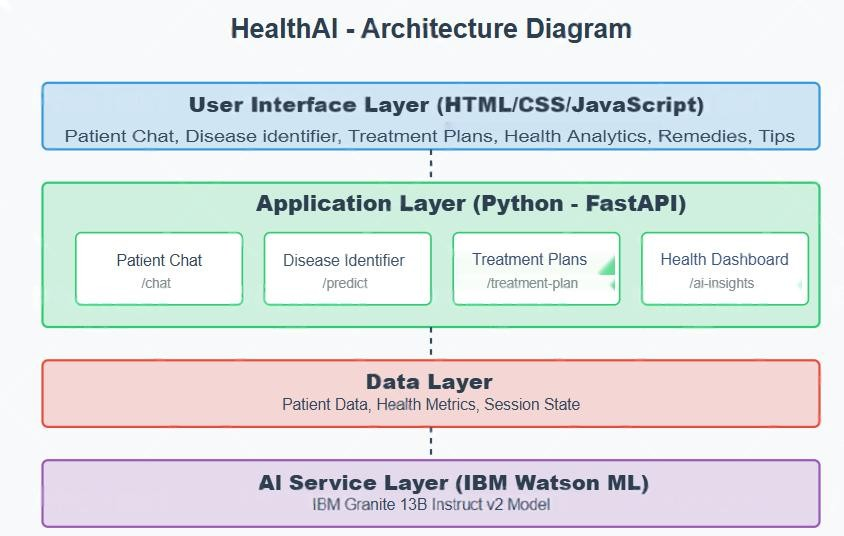 HealthAI - Architecture Diagram
User Interface Layer (HTML/CSS/JavaScript)
Patient Chat, Disease identifier, Treatment Plans, Health Analytics, Remedies, Tips
Application Layer (Python - FastAPI)
Patient Chat
/chat
Disease Identifier
/predict
Treatment Plans
/treatment-plan
Health Dashboard
/ai-insights
Data Layer
Patient Data, Health Metrics, Session State
AI Service Layer (IBM Watson ML)
IBM Granite 13B Instruct v2 Model